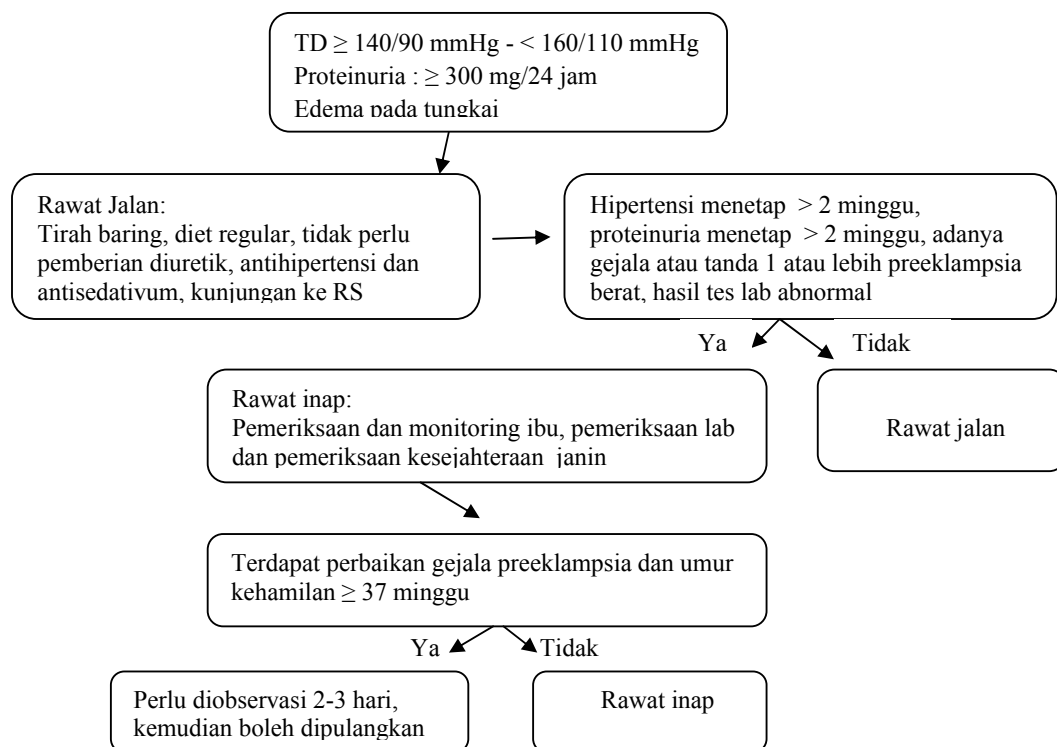 TD ≥ 140/90 mmHg - < 160/110 mmHg
Proteinuria : ≥ 300 mg/24 jam
Edema pada tungkai
Rawat Jalan:
Tirah baring, diet regular, tidak perlu
pemberian diuretik, antihipertensi dan
antisedativum, kunjungan ke RS
Hipertensi menetap > 2 minggu,
proteinuria menetap > 2 minggu, adanya
gejala atau tanda 1 atau lebih preeklampsia
berat, hasil tes lab abnormal
Ya
Tidak
Rawat inap:
Pemeriksaan dan monitoring ibu, pemeriksaan lab
dan pemeriksaan kesejahteraan janin
Rawat jalan
Terdapat perbaikan gejala preeklampsia dan umur
kehamilan ≥ 37 minggu
Ya
Tidak
Perlu diobservasi 2-3 hari,
kemudian boleh dipulangkan
Rawat inap